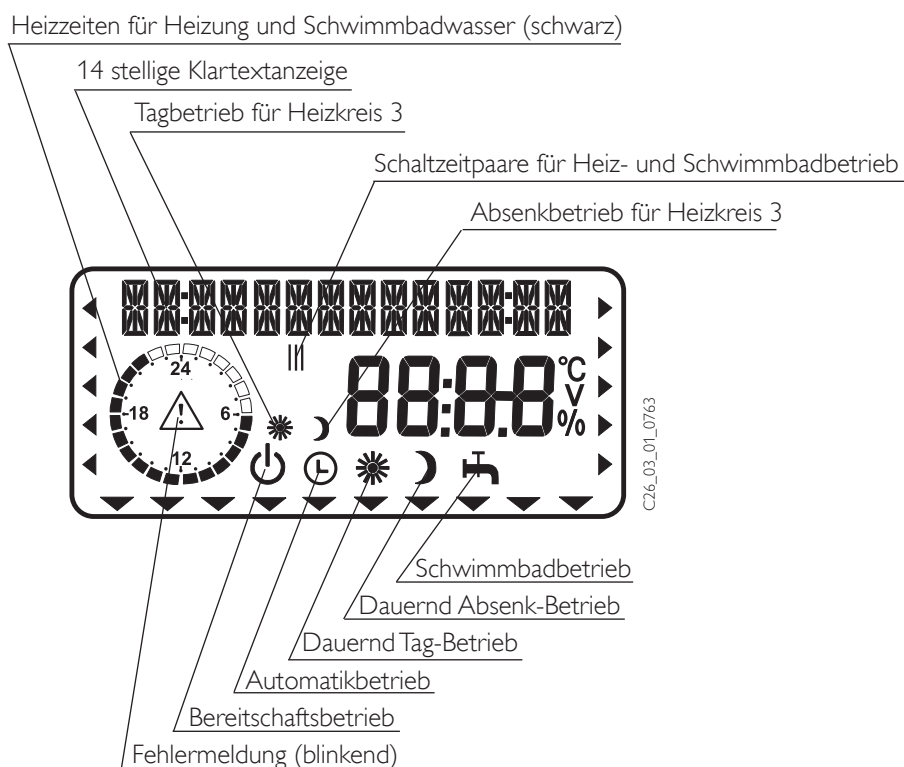 Heizzeiten für Heizung und Schwimmbadwasser (schwarz)
14 stellige Klartextanzeige
Tagbetrieb für Heizkreis 3
Schaltzeitpaare für Heiz- und Schwimmbadbetrieb
Absenkbetrieb für Heizkreis 3
24
18
6
12
88:8.8
°C
V
%
C26_03_01_0763
Schwimmbadbetrieb
Dauernd Absenk-Betrieb
Dauernd Tag-Betrieb
Automatikbetrieb
Bereitschaftsbetrieb
Fehlermeldung (blinkend)